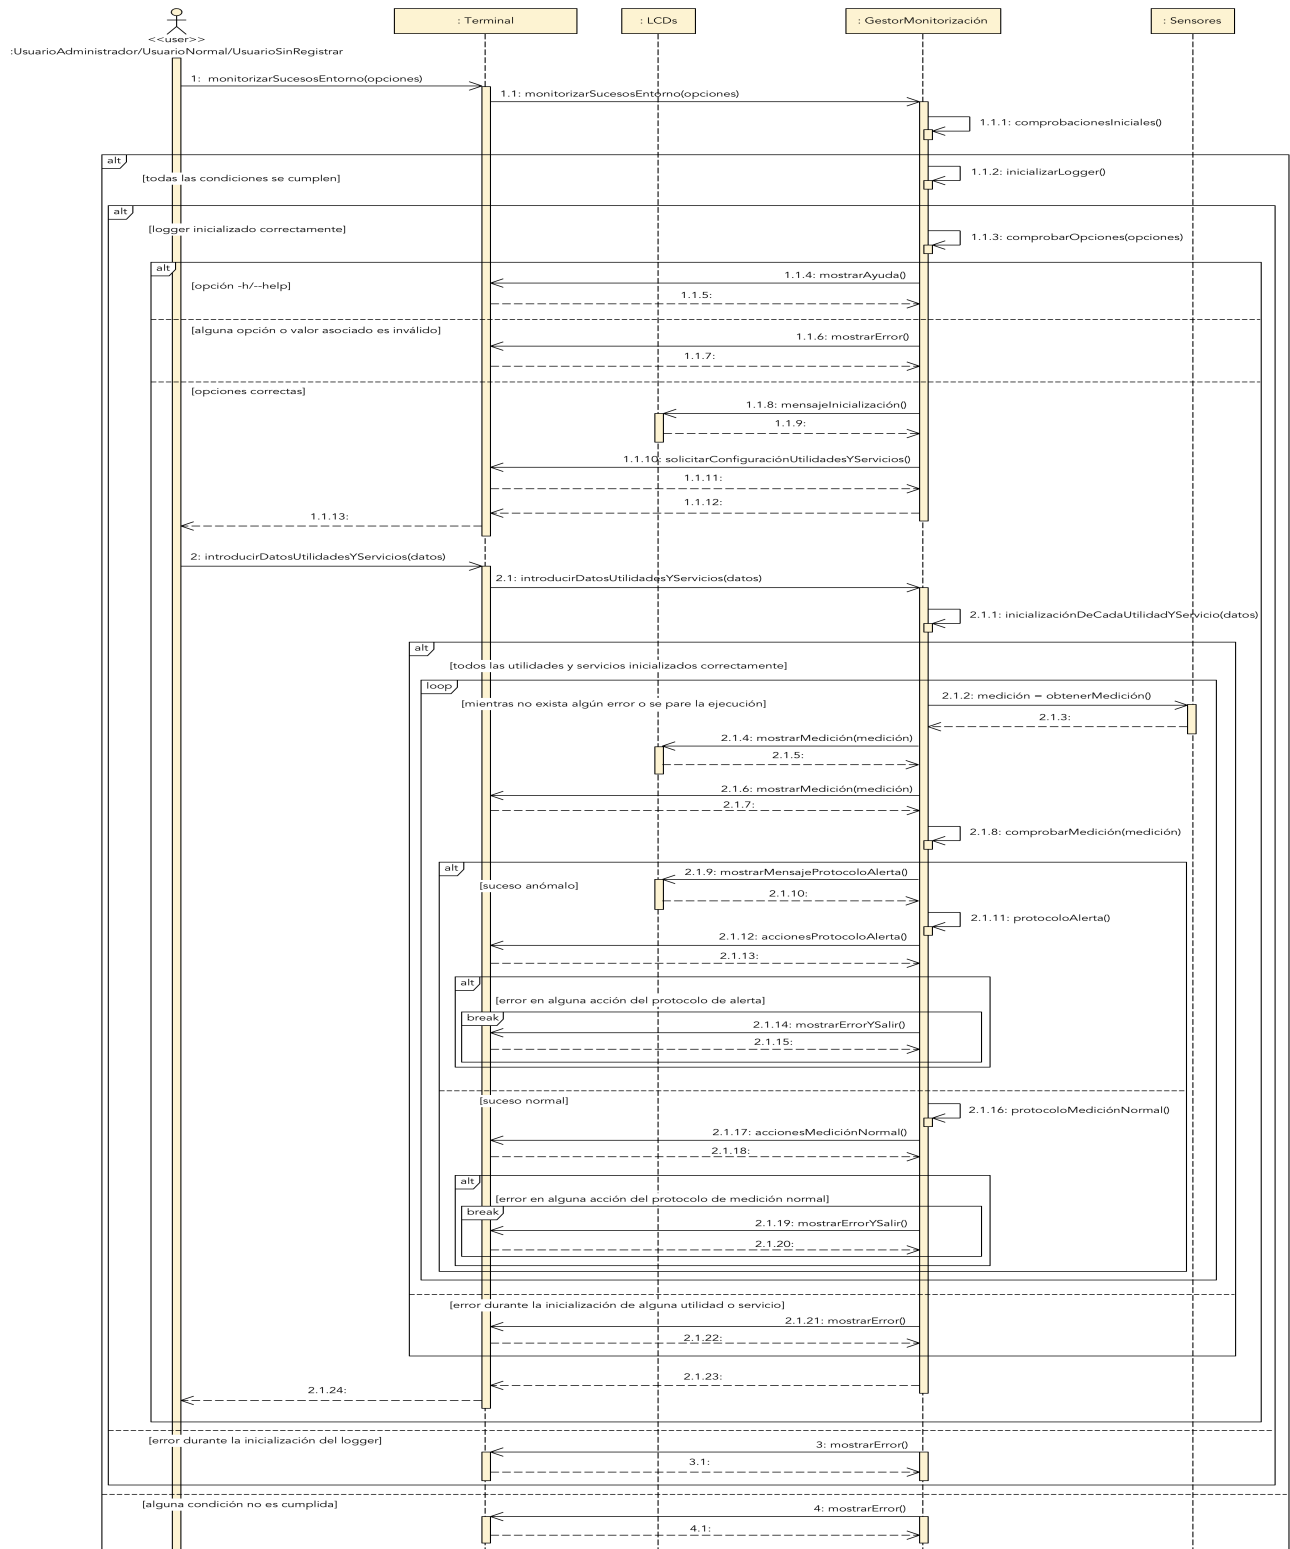 : Terminal
: LCDs
: GestorMonitorización
: Sensores
<<user>>
:UsuarioAdministrador/UsuarioNormal/UsuarioSinRegistrar
1: monitorizarSucesosEntorno(opciones)
1.1: monitorizarSucesosEntorno(opciones)
1.1.1: comprobacionesIniciales()
alt
[todas las condiciones se cumplen]
1.1.2: inicializarLogger()
alt
[logger inicializado correctamente]
1.1.3: comprobarOpciones(opciones)
alt
[opción -h/--help]
1.1.4: mostrarAyuda()
1.1.5:
[alguna opción o valor asociado es inválido]
1.1.6: mostrarError()
1.1.7:
[opciones correctas]
1.1.8: mensajeInicialización()
1.1.9:
1.1.10: solicitarConfiguraciónUtilidadesYServicios()
1.1.11:
1.1.12:
1.1.13:
2: introducirDatosUtilidadesYServicios(datos)
2.1: introducirDatosUtilidadesYServicios(datos)
2.1.1: inicializaciónDeCadaUtilidadYServicio(datos)
alt
[todos las utilidades y servicios inicializados correctamente]
loop
[mientras no exista algún error o se pare la ejecución]
2.1.2: medición = obtenerMedición()
2.1.3:
2.1.4: mostrarMedición(medición)
2.1.5:
2.1.6: mostrarMedición(medición)
2.1.7:
2.1.8: comprobarMedición(medición)
alt
[suceso anómalo]
2.1.9: mostrarMensajeProtocoloAlerta()
2.1.10:
2.1.11: protocoloAlerta()
2.1.12: accionesProtocoloAlerta()
2.1.13:
alt
[error en alguna acción del protocolo de alerta]
break
2.1.14: mostrarErrorYSalir()
2.1.15:
[suceso normal]
2.1.16: protocoloMediciónNormal()
2.1.17: accionesMediciónNormal()
2.1.18:
alt
[error en alguna acción del protocolo de medición normal]
break
2.1.19: mostrarErrorYSalir()
2.1.20:
[error durante la inicialización de alguna utilidad o servicio]
2.1.21: mostrarError()
2.1.22:
2.1.23:
2.1.24:
[error durante la inicialización del logger]
3: mostrarError()
3.1:
[alguna condición no es cumplida]
4: mostrarError()
4.1: